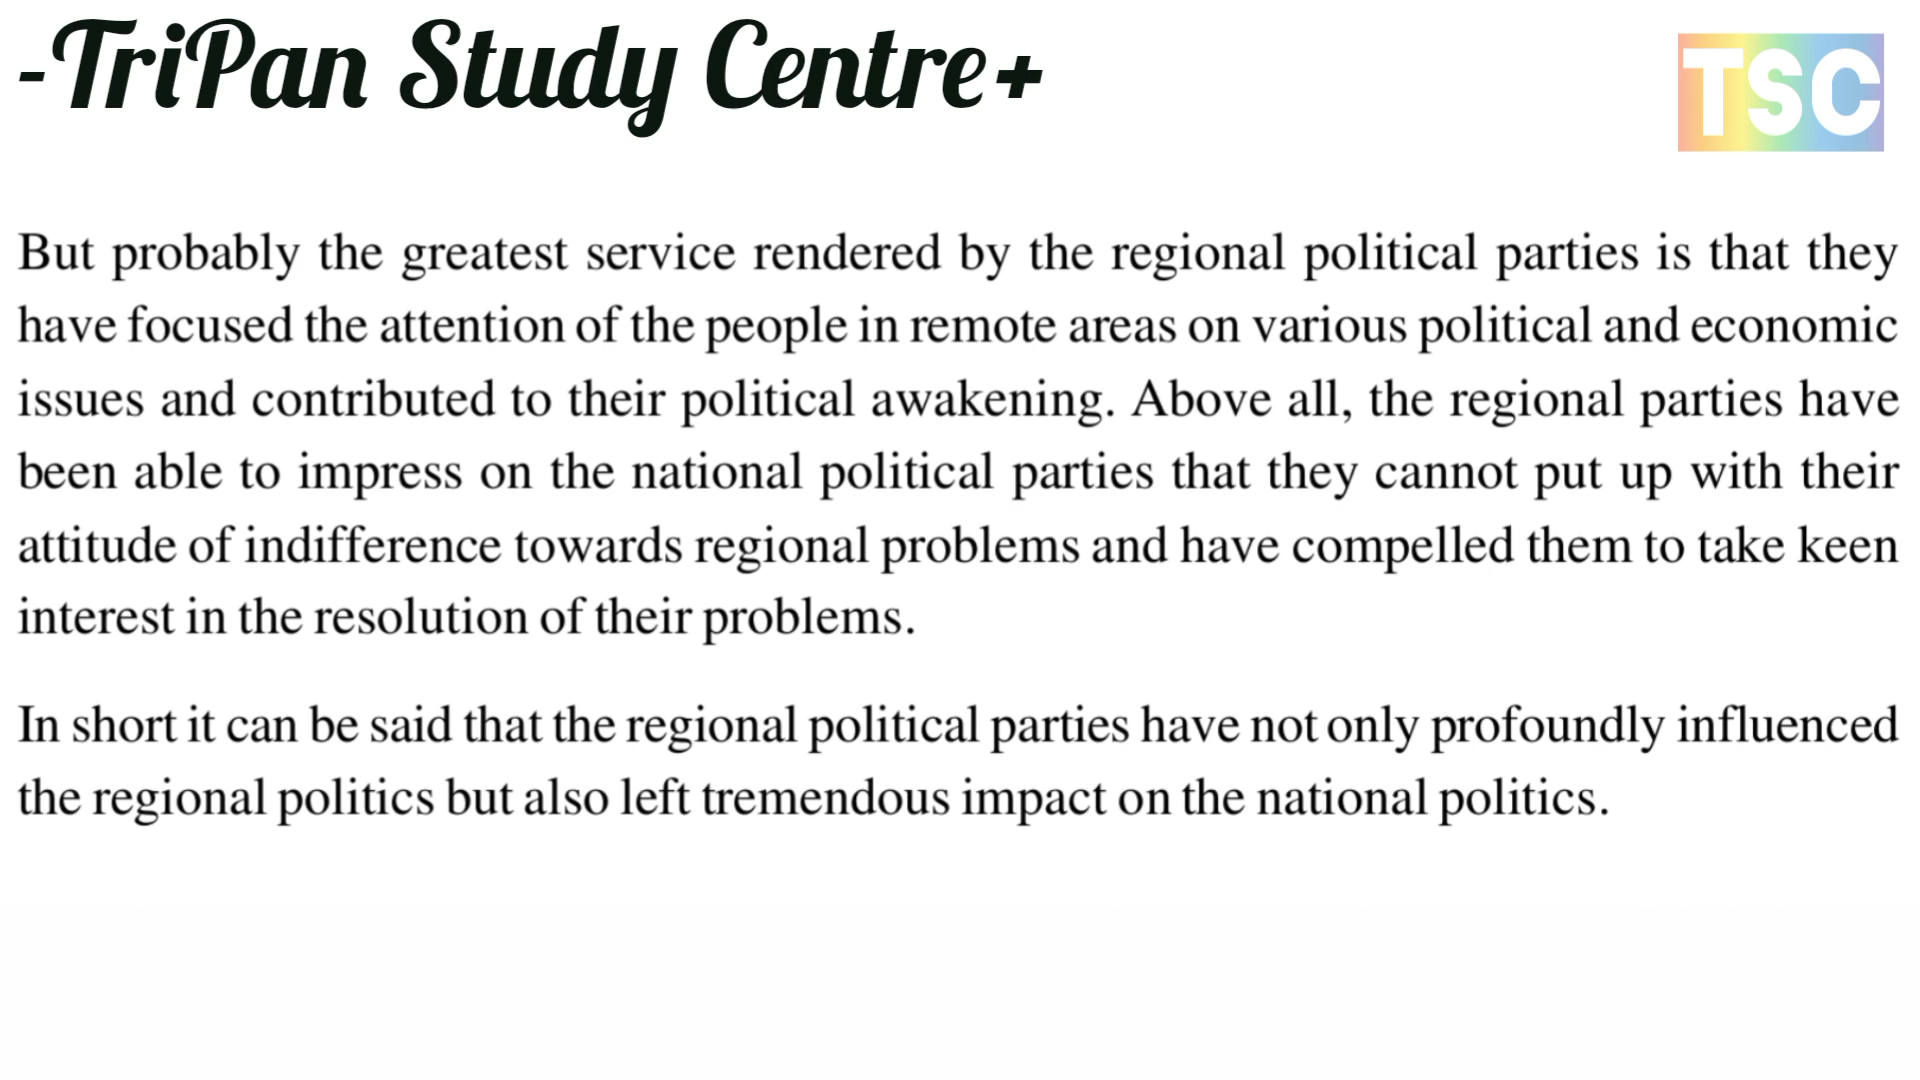 -TriPan Study Centre+
TSC
But probably the greatest service rendered by the regional political parties is that they
have focused the attention of the people in remote areas on various political and economic
issues and contributed to their political awakening. Above all, the regional parties have
been able to impress on the national political parties that they cannot put up with their
attitude of indifference towards regional problems and have compelled them to take keen
interest in the resolution of their problems.
In short it can be said that the regional political parties have not only profoundly influenced
the regional politics but also left tremendous impact on the national politics.